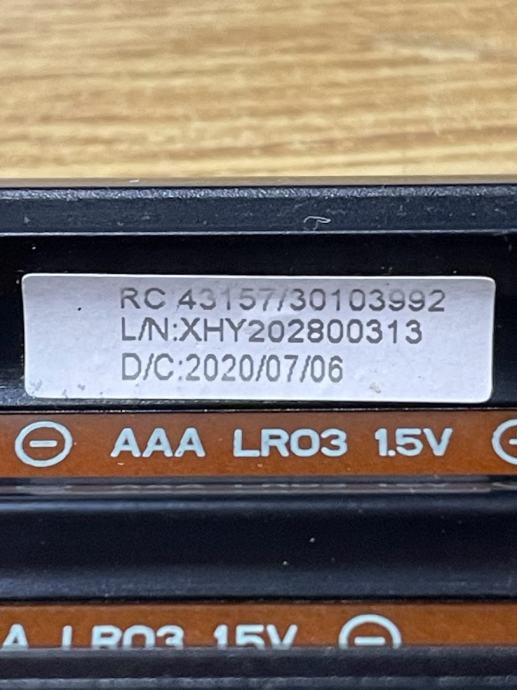 RC 43157/30103992
L/N:XHY202800313
D/C:2020/07/06
AAA LR03 1.5V
A LR03 1.5V